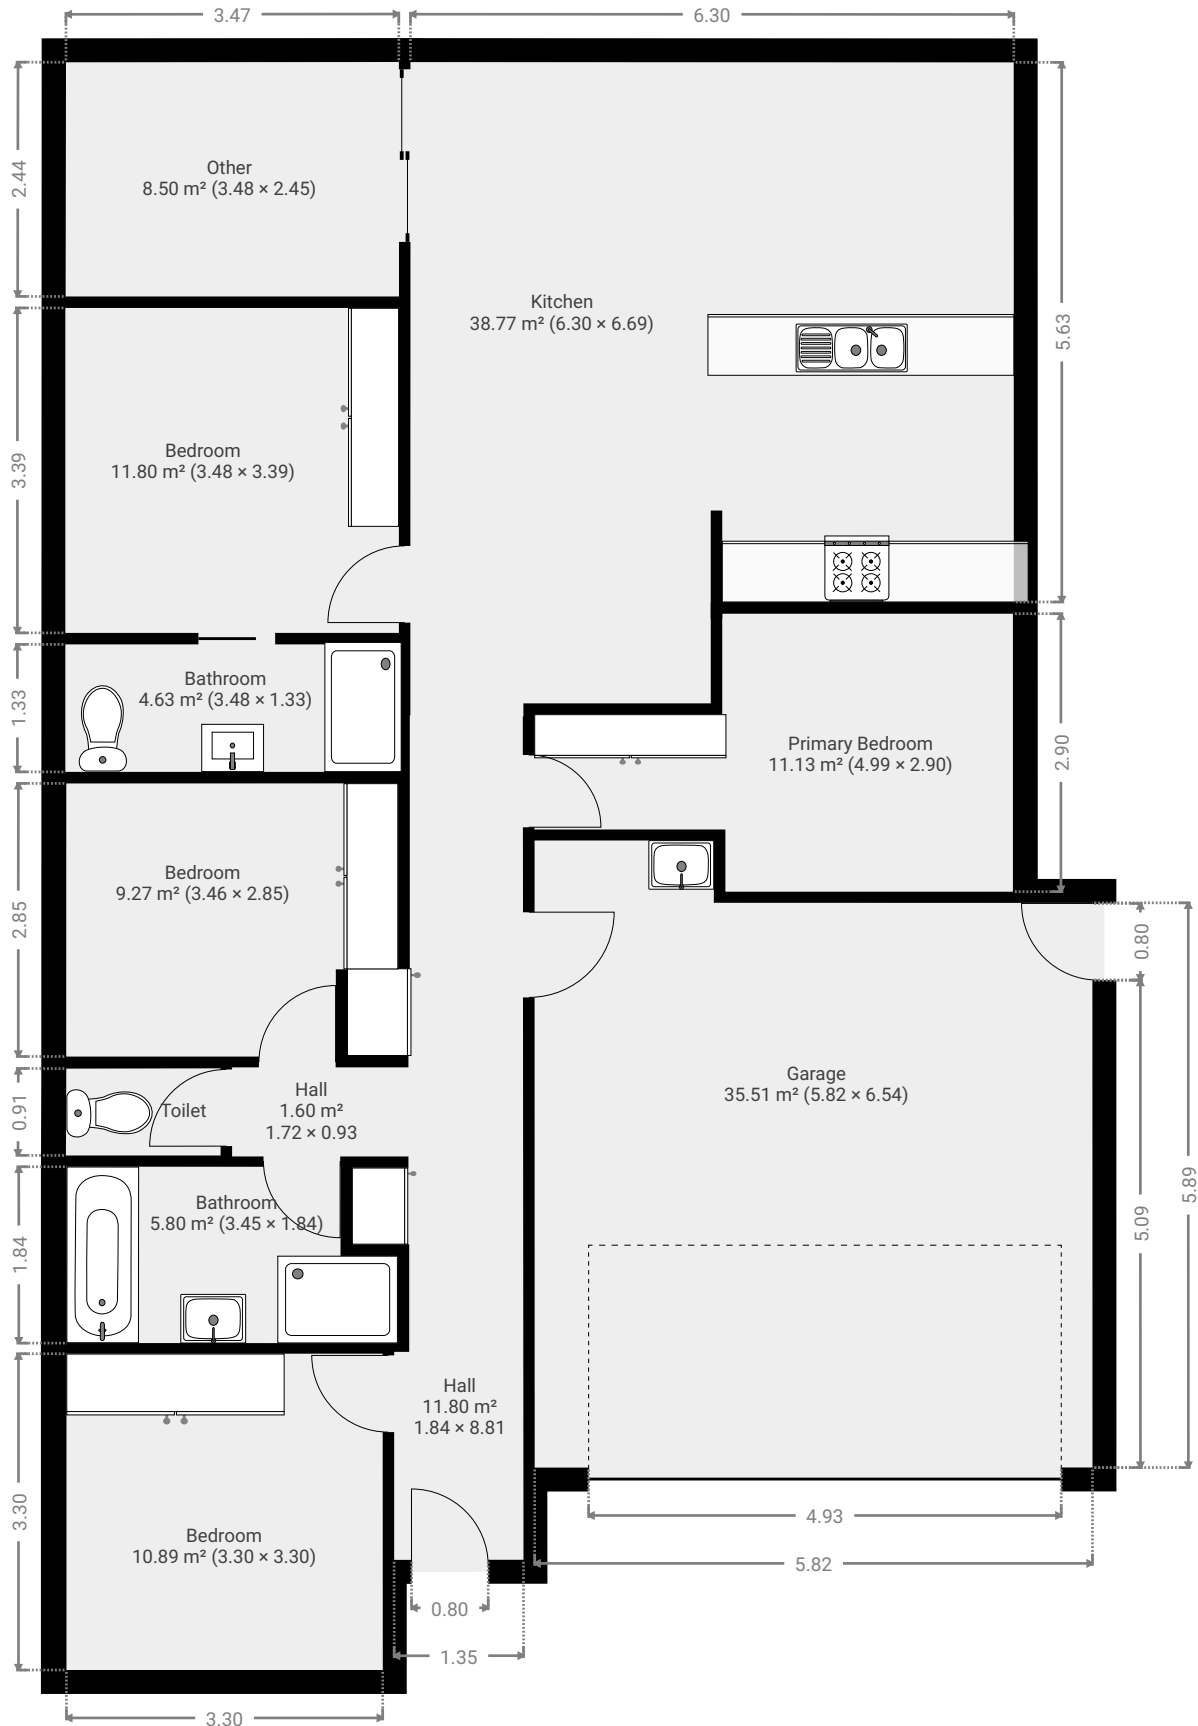 3.47
6.30
2.44
Other
8.50 m² (3.48 × 2.45)
Kitchen
38.77 m² (6.30 × 6.69)
5.63
3.39
Bedroom
11.80 m² (3.48 × 3.39)
1.33
Bathroom
4.63 m² (3.48 × 1.33)
Primary Bedroom
11.13 m² (4.99 × 2.90)
2.90
2.85
Bedroom
9.27 m² (3.46 × 2.85)
0.80
0.91
Toilet
Hall
1.60 m²
1.72 × 0.93
Garage
35.51 m² (5.82 × 6.54)
5.89
5.09
1.84
Bathroom
5.80 m² (3.45 × 1.84)
Hall
11.80 m²
1.84 × 8.81
3.30
Bedroom
10.89 m² (3.30 × 3.30)
4.93
5.82
0.80
1.35
3.30